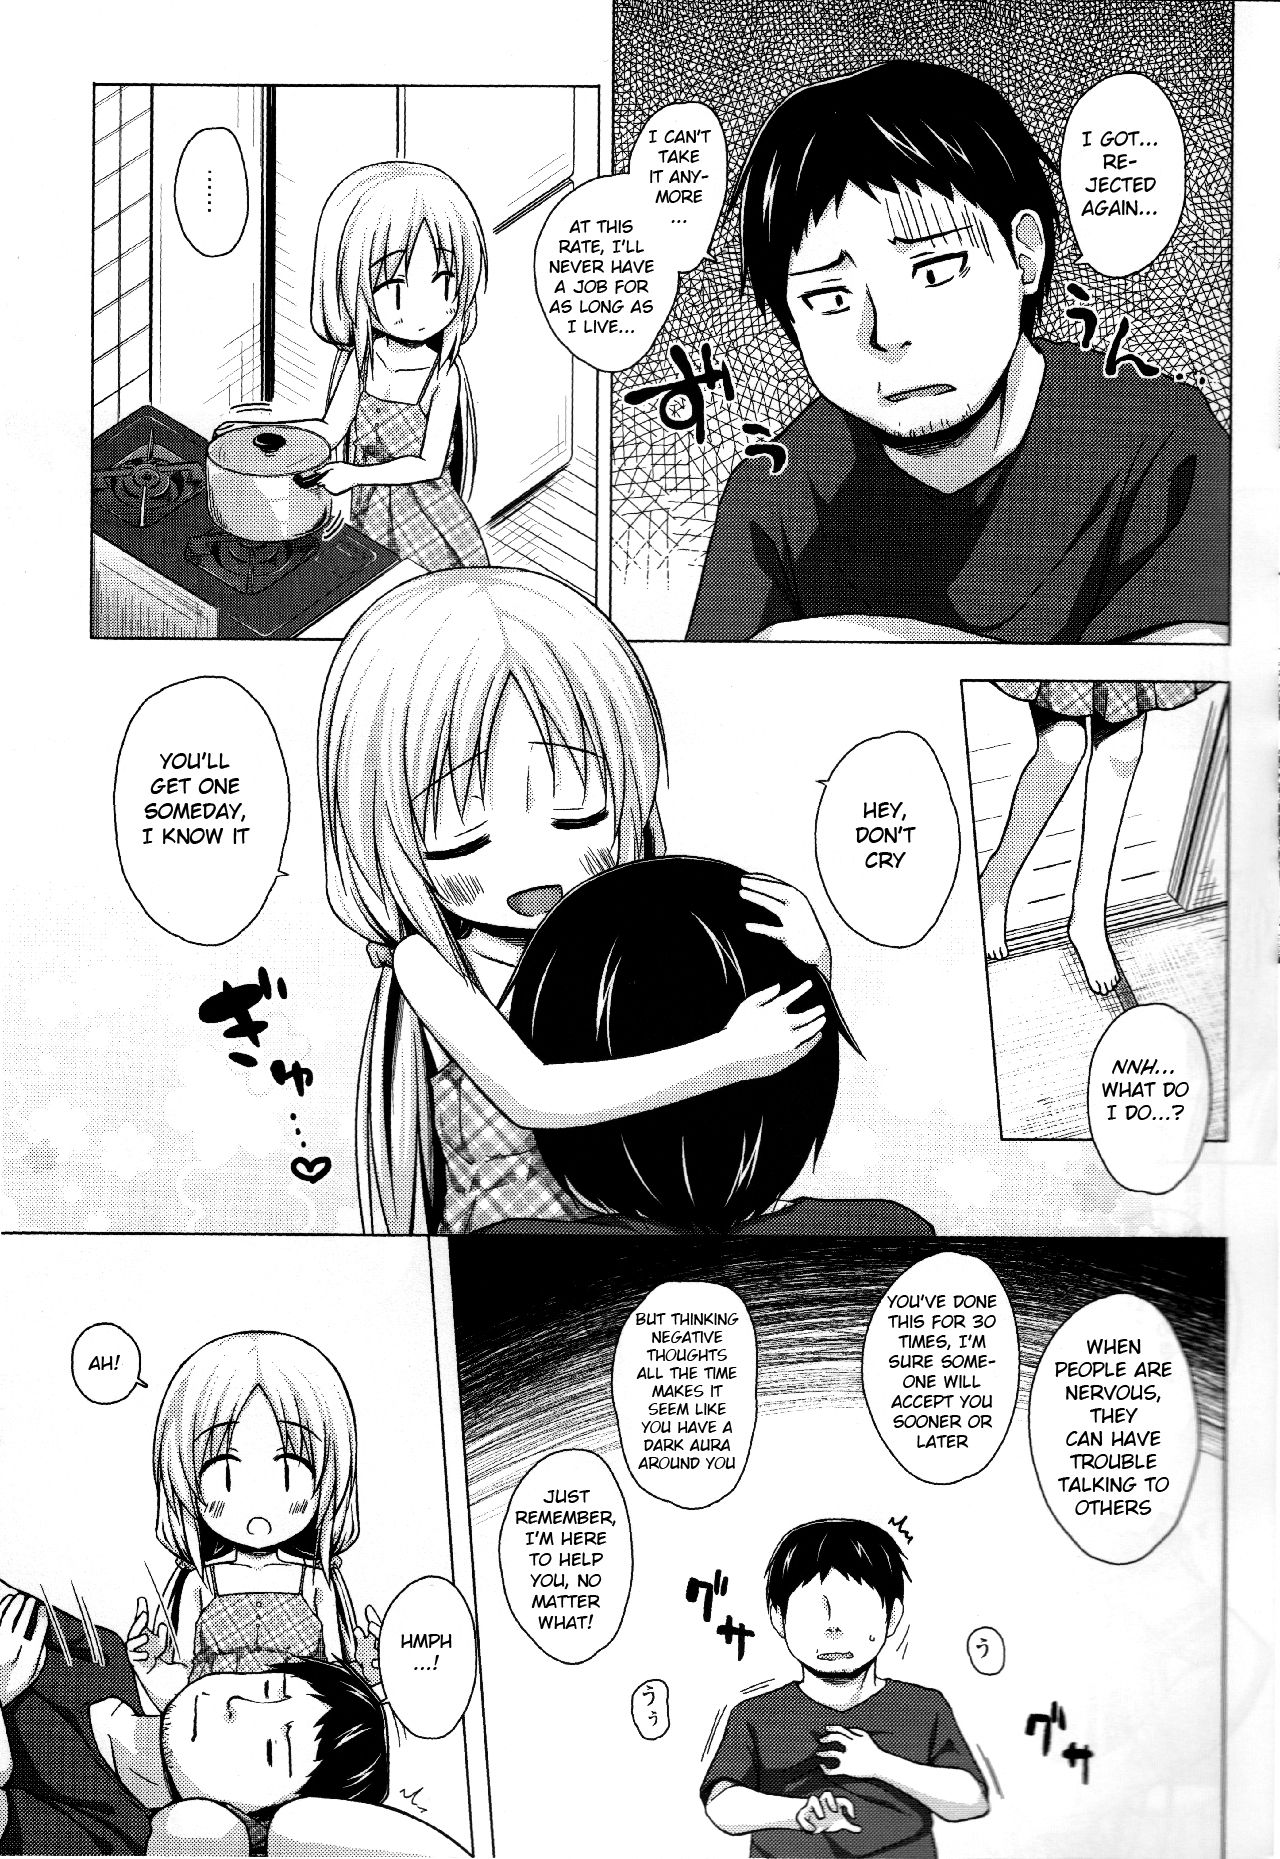 I GOT...
RE-
JECTED
AGAIN...
I CAN'T
TAKE
IT ANY-
MORE
...
AT THIS
RATE, I'LL
NEVER HAVE
A JOB FOR
AS LONG AS
I LIVE...
ずぅぅん...
.......
NNH...
WHAT DO
I DO...?
HEY,
DON'T
CRY
YOU'LL
GET ONE
SOMEDAY,
I KNOW IT
ぎゅ...♡
WHEN
PEOPLE ARE
NERVOUS,
THEY
CAN HAVE
TROUBLE
TALKING TO
OTHERS
YOU'VE DONE
THIS FOR 30
TIMES, I'M
SURE SOME-
ONE WILL
ACCEPT YOU
SOONER OR
LATER
BUT THINKING
NEGATIVE
THOUGHTS
ALL THE TIME
MAKES IT
SEEM LIKE
YOU HAVE A
DARK AURA
AROUND YOU
JUST
REMEMBER,
I'M HERE
TO HELP
YOU, NO
MATTER
WHAT!
グサ
グサ
う
うぅ
AH!
HMPH
...!